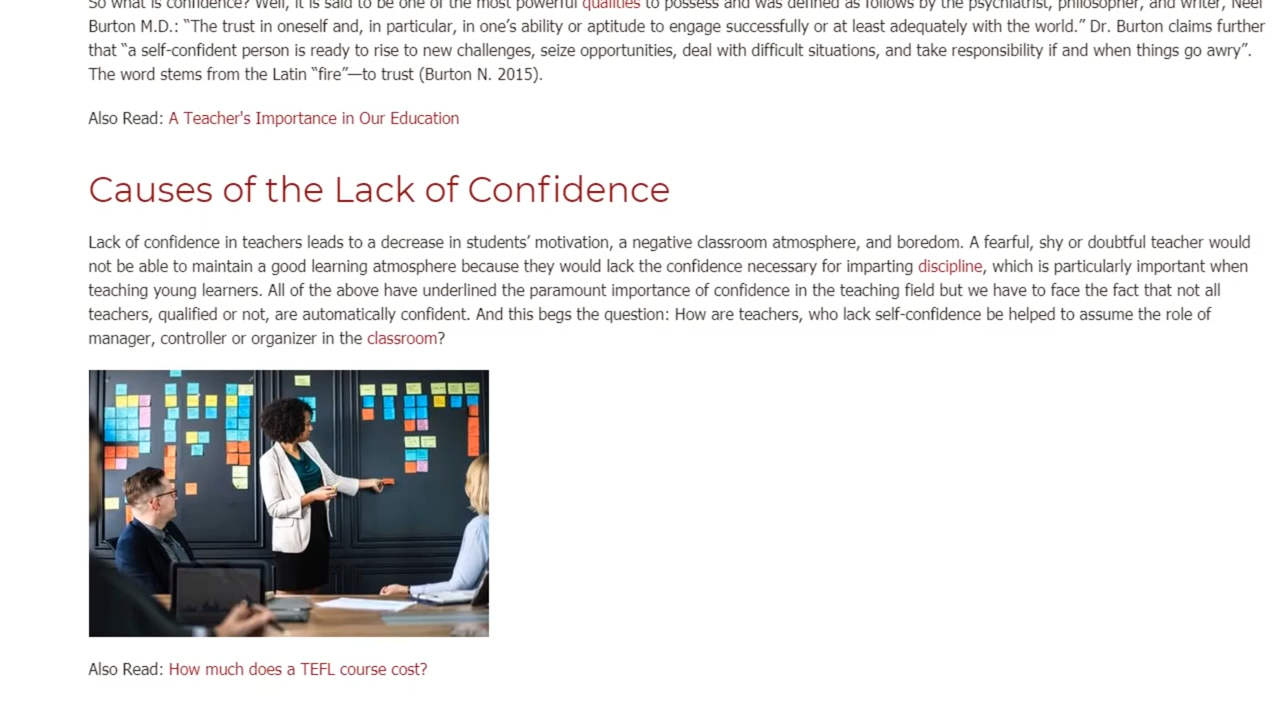 So what is confidence? Well, it is said to be one of the most powerful qualities to possess and was defined as follows by the psychiatrist, philosopher, and writer, Neel
Burton M.D.: “The trust in oneself and, in particular, in one’s ability or aptitude to engage successfully or at least adequately with the world.” Dr. Burton claims further
that “a self-confident person is ready to rise to new challenges, seize opportunities, deal with difficult situations, and take responsibility if and when things go awry”.
The word stems from the Latin “fire”—to trust (Burton N. 2015).
Also Read: A Teacher's Importance in Our Education
Causes of the Lack of Confidence
Lack of confidence in teachers leads to a decrease in students’ motivation, a negative classroom atmosphere, and boredom. A fearful, shy or doubtful teacher would
not be able to maintain a good learning atmosphere because they would lack the confidence necessary for imparting discipline, which is particularly important when
teaching young learners. All of the above have underlined the paramount importance of confidence in the teaching field but we have to face the fact that not all
teachers, qualified or not, are automatically confident. And this begs the question: How are teachers, who lack self-confidence be helped to assume the role of
manager, controller or organizer in the classroom?
Also Read: How much does a TEFL course cost?